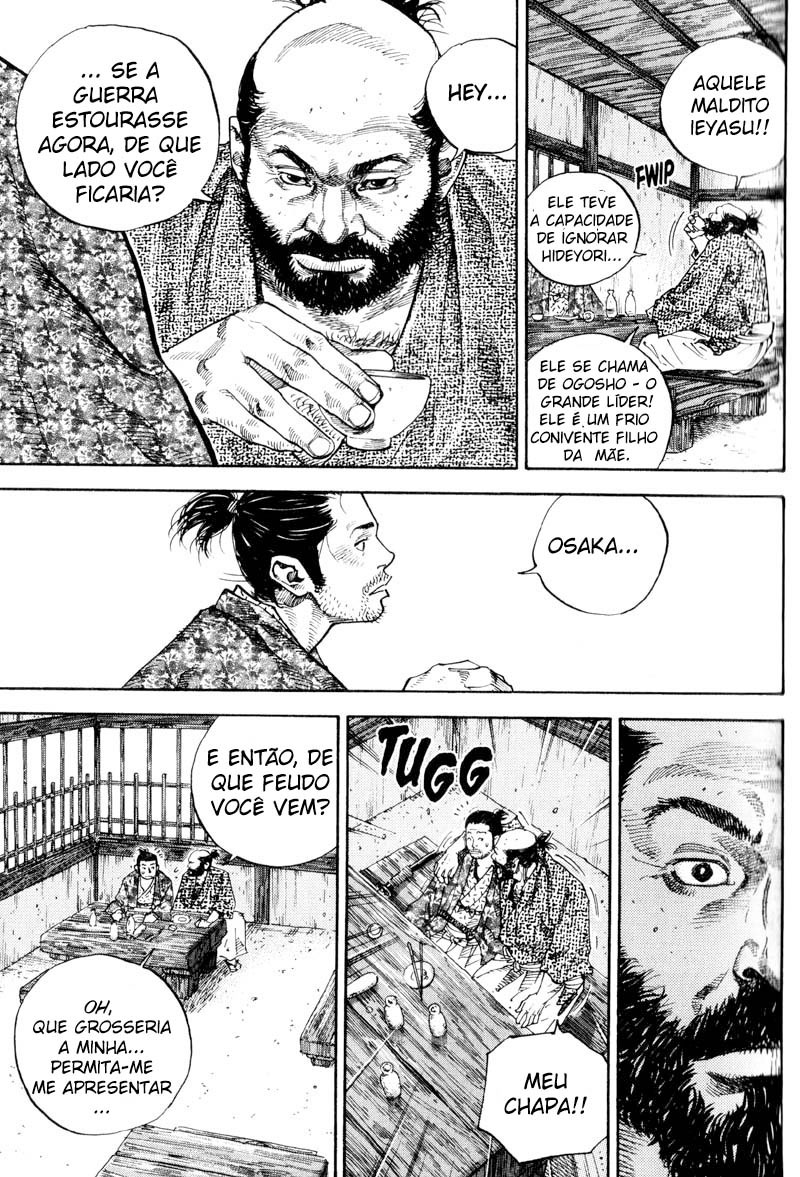 AQUELE
MALDITO
IEYASU!!
FWIP
ELE TEVE
A CAPACIDADE
DE IGNORAR
HIDEYORI...
ELE SE CHAMA
DE OGOSHO - O
GRANDE LÍDER!
ELE É UM FRIO
CONIVENTE FILHO
DA MÃE.
HEY...
... SE A
GUERRA
ESTOURASSE
AGORA, DE QUE
LADO VOCÊ
FICARIA?
OSAKA...
TUGG
MEU
CHAPA!!
E ENTÃO, DE
QUE FEUDO
VOCÊ VEM?
OH,
QUE GROSSERIA
A MINHA...
PERMITA-ME
ME APRESENTAR
...